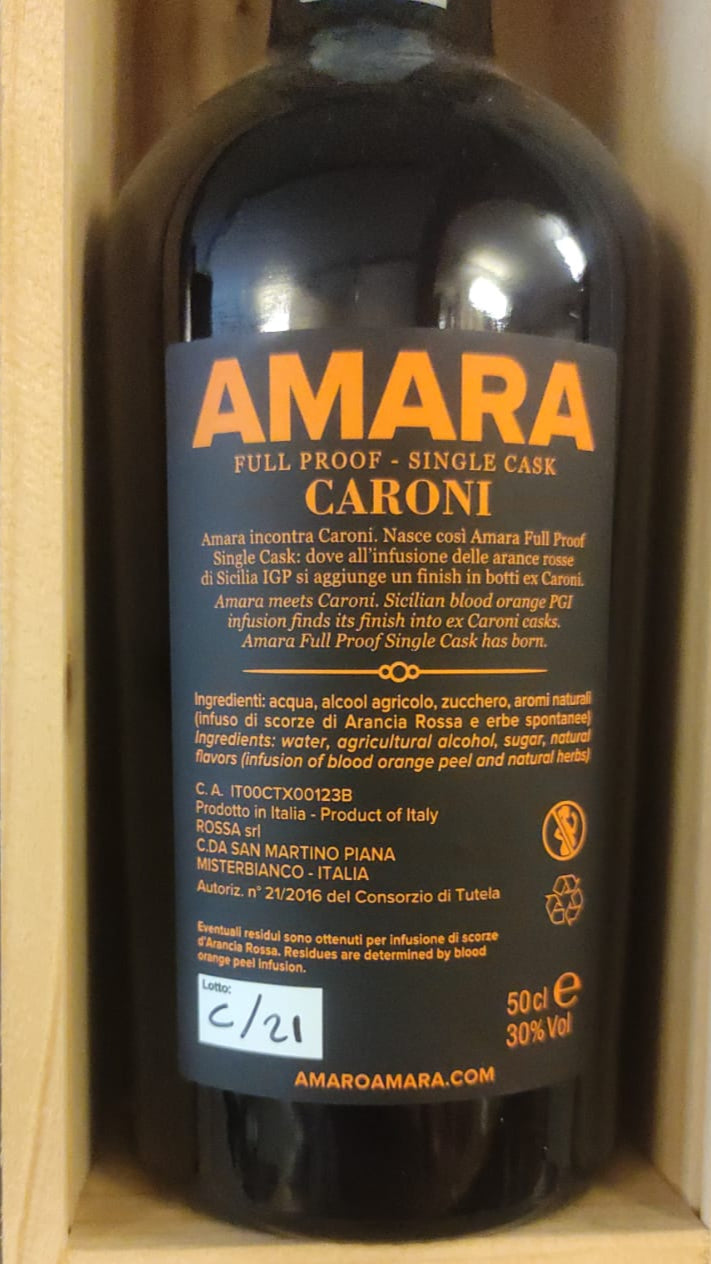 AMARA
FULL PROOF - SINGLE CASK
CARONI
Amara incontra Caroni. Nasce così Amara Full Proof
Single Cask: dove all'infusione delle arance rosse
di Sicilia IGP si aggiunge un finish in botti ex Caroni.
Amara meets Caroni. Sicilian blood orange PGI
infusion finds its finish into ex Caroni casks.
Amara Full Proof Single Cask has born.
Ingredienti: acqua, alcool agricolo, zucchero, aromi naturali
(infuso di scorze di Arancia Rossa e erbe spontanee)
Ingredients: water, agricultural alcohol, sugar, natural
flavors (infusion of blood orange peel and natural herbs)
C. A. IT00CTX00123B
Prodotto in Italia - Product of Italy
ROSSA srl
C.DA SAN MARTINO PIANA
MISTERBIANCO - ITALIA
Autoriz. n° 21/2016 del Consorzio di Tutela
Eventuali residui sono ottenuti per infusione di scorze
d'Arancia Rossa. Residues are determined by blood
orange peel infusion.
Lotto:
C/21
50 cl e
30% Vol
AMAROAMARA.COM